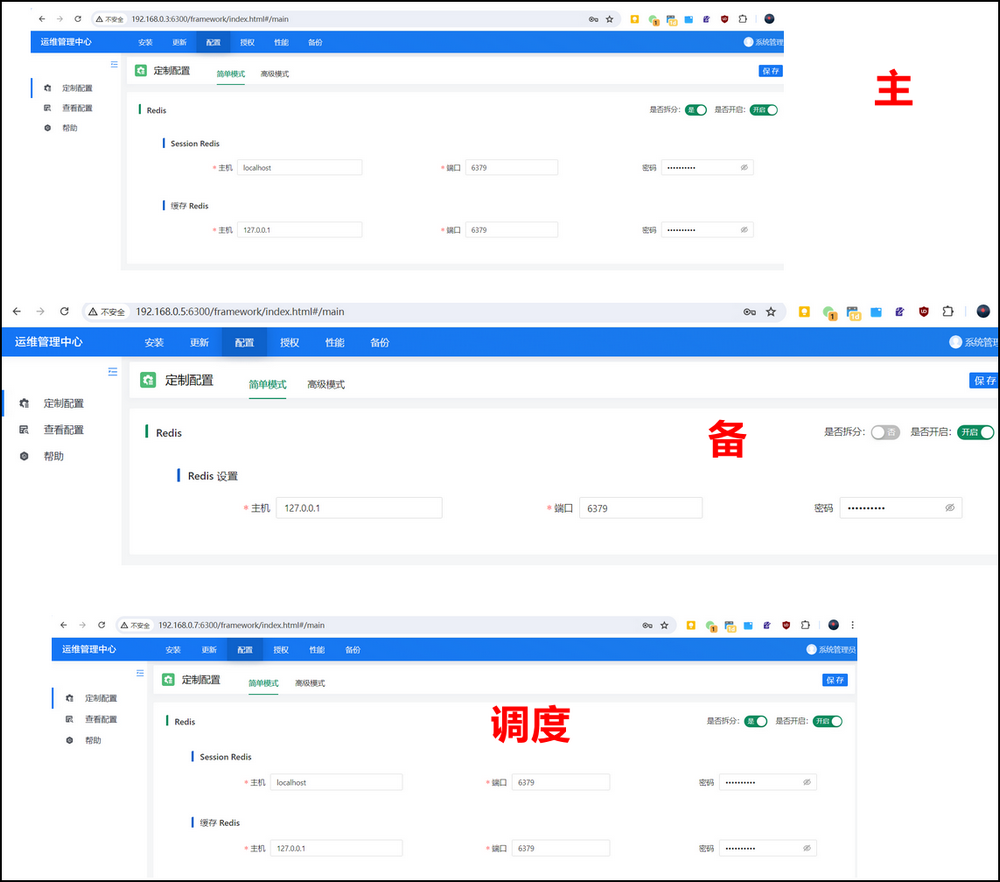 不安全 192.168.0.3:6300/framework/index.html#/main
运维管理中心 安装 更新 配置 授权 性能 备份 系统管理
定制配置 简单模式 高级模式 保存
主
定制配置
查看配置
帮助
Redis 是否拆分: 是 是否开启: 开启
Session Redis
* 主机 localhost * 端口 6379 密码 ••••••••••
缓存 Redis
* 主机 127.0.0.1 * 端口 6379 密码 ••••••••••
不安全 192.168.0.5:6300/framework/index.html#/main
运维管理中心 安装 更新 配置 授权 性能 备份 系统管理
定制配置 简单模式 高级模式 保存
定制配置
查看配置
帮助
Redis 备 是否拆分: 否 是否开启: 开启
Redis 设置
* 主机 127.0.0.1 * 端口 6379 密码 ••••••••••
不安全 192.168.0.7:6300/framework/index.html#/main
运维管理中心 安装 更新 配置 授权 性能 备份 系统管理员
定制配置 简单模式 高级模式 保存
定制配置
查看配置
帮助
Redis 调度 是否拆分: 是 是否开启: 开启
Session Redis
* 主机 localhost * 端口 6379 密码 ••••••••••
缓存 Redis
* 主机 127.0.0.1 * 端口 6379 密码 ••••••••••